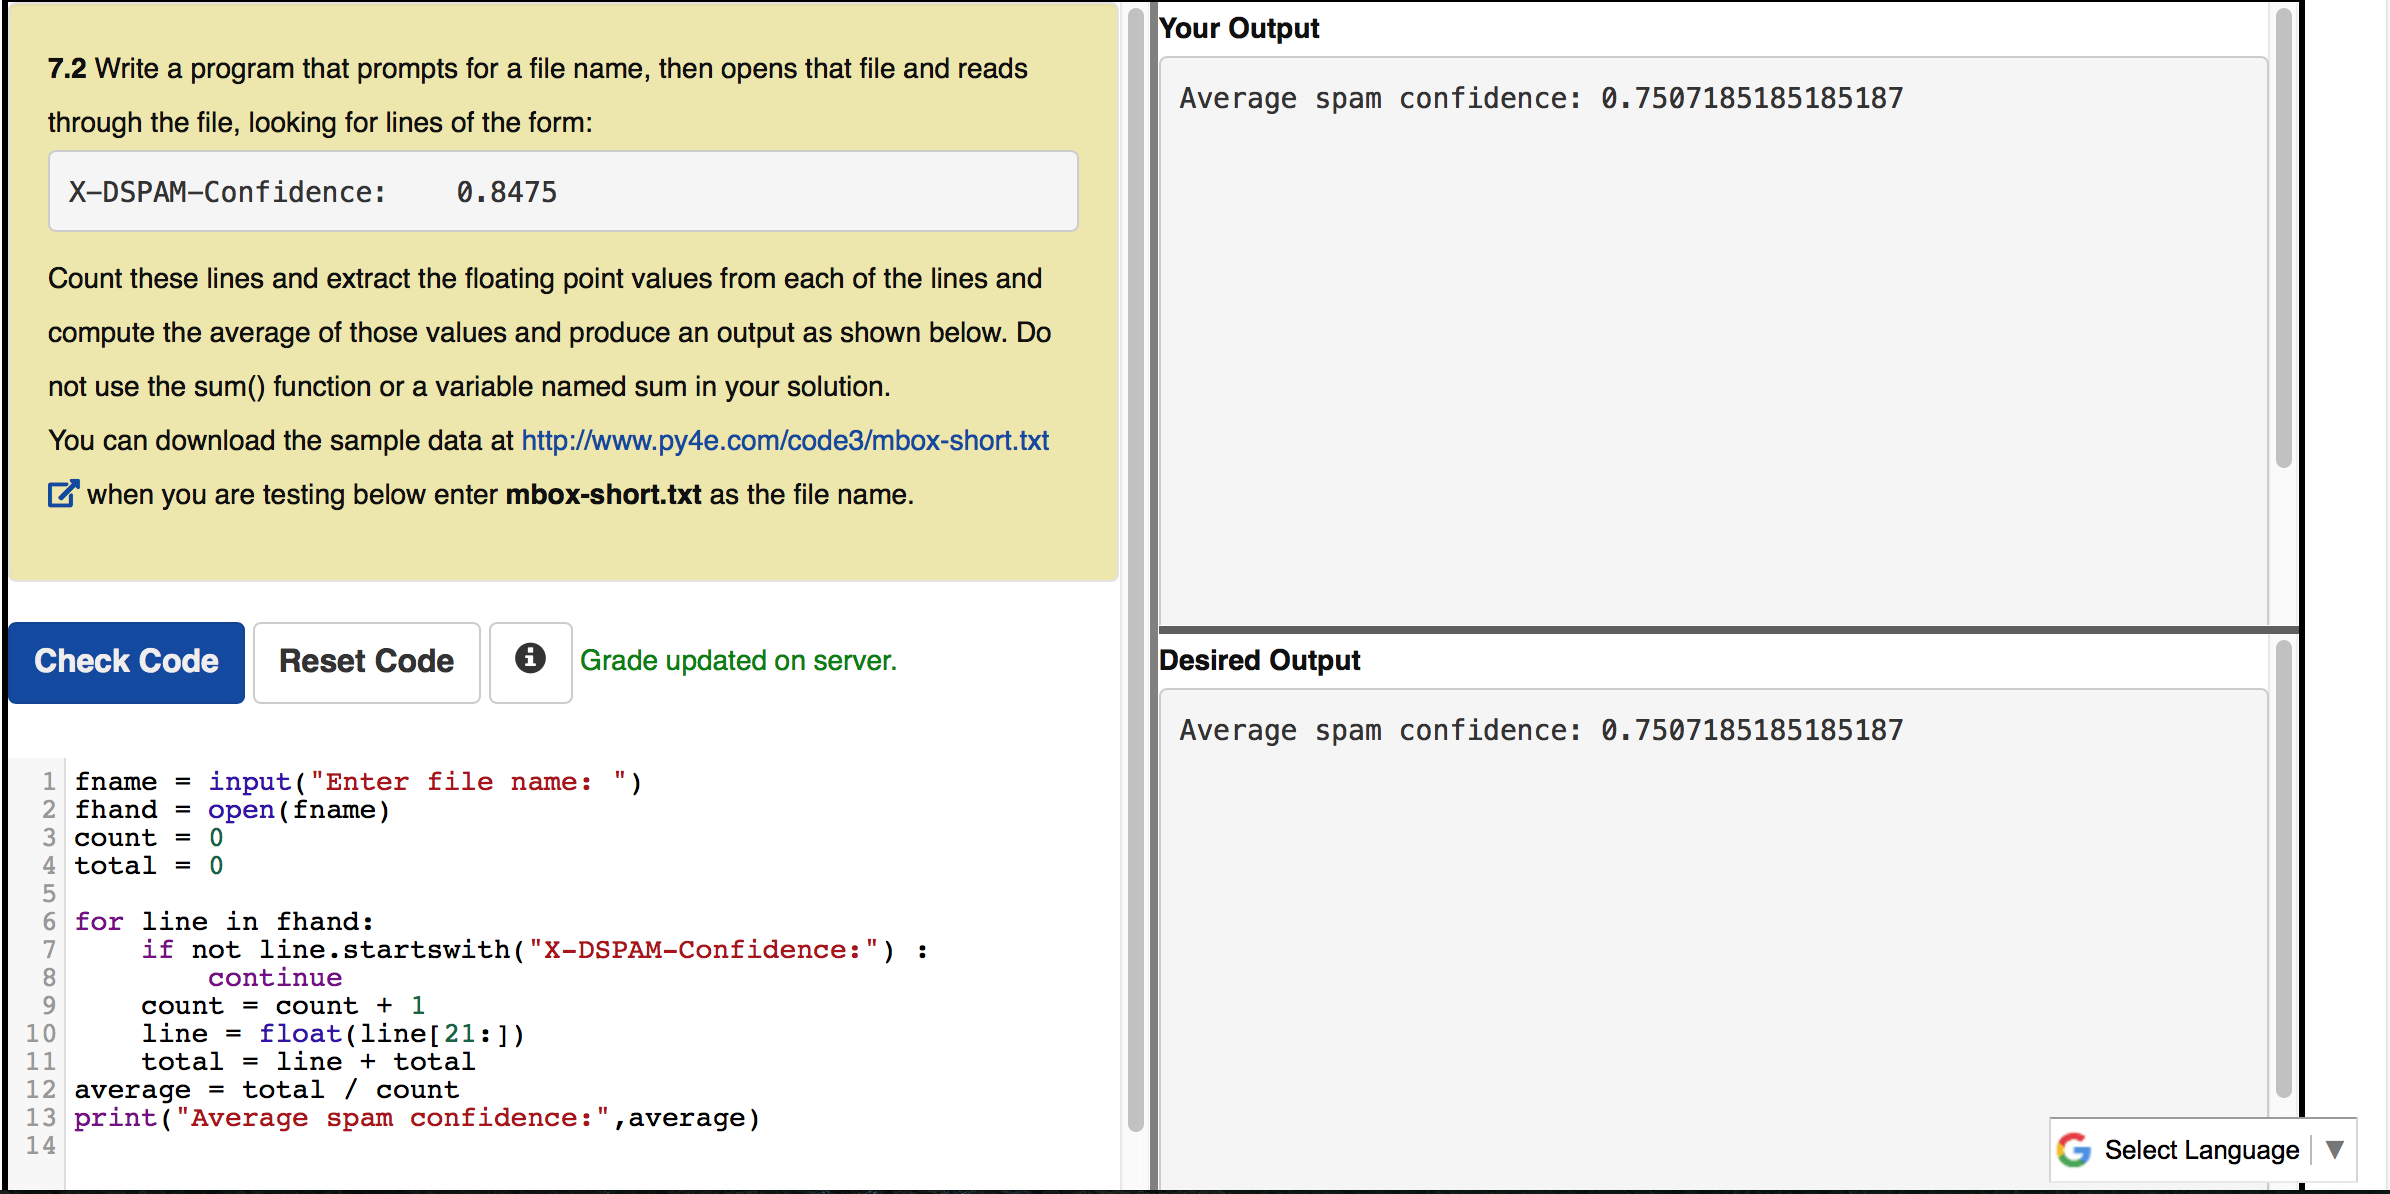 7.2 Write a program that prompts for a file name, then opens that file and reads
through the file, looking for lines of the form:
X-DSPAM-Confidence:    0.8475
Count these lines and extract the floating point values from each of the lines and
compute the average of those values and produce an output as shown below. Do
not use the sum() function or a variable named sum in your solution.
You can download the sample data at http://www.py4e.com/code3/mbox-short.txt
when you are testing below enter mbox-short.txt as the file name.
Check Code
Reset Code
Grade updated on server.
1 fname = input("Enter file name: ")
2 fhand = open(fname)
3 count = 0
4 total = 0
5
6 for line in fhand:
7     if not line.startswith("X-DSPAM-Confidence:") :
8         continue
9     count = count + 1
10     line = float(line[21:])
11     total = line + total
12 average = total / count
13 print("Average spam confidence:",average)
14
Your Output
Average spam confidence: 0.7507185185185187
Desired Output
Average spam confidence: 0.7507185185185187
Select Language ▼